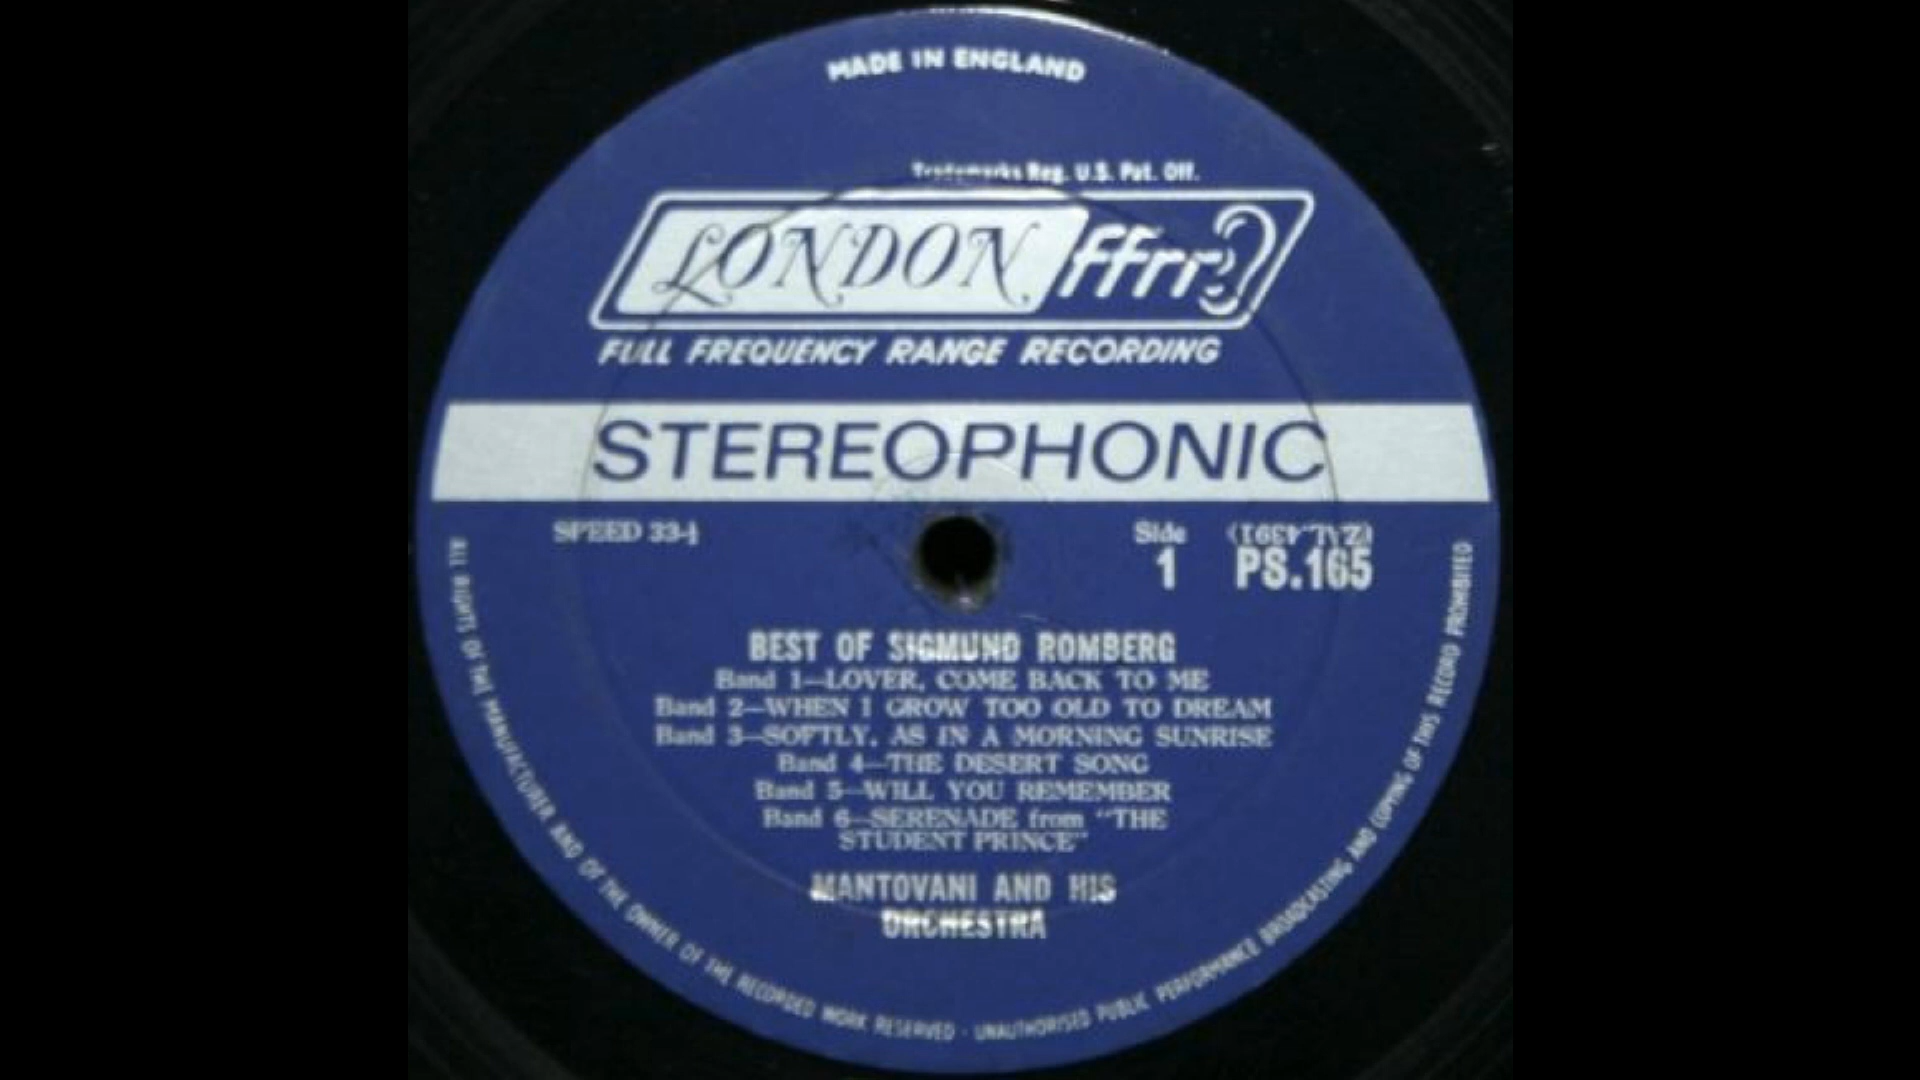 MADE IN ENGLAND
Trademarks Reg. U.S. Pat. Off.
LONDON ffrr
FULL FREQUENCY RANGE RECORDING
STEREOPHONIC
SPEED 33⅓
Side 1
(ZAL.4391)
PS.165
BEST OF SIGMUND ROMBERG
Band 1—LOVER, COME BACK TO ME
Band 2—WHEN I GROW TOO OLD TO DREAM
Band 3—SOFTLY, AS IN A MORNING SUNRISE
Band 4—THE DESERT SONG
Band 5—WILL YOU REMEMBER
Band 6—SERENADE from "THE
STUDENT PRINCE"
MANTOVANI AND HIS
ORCHESTRA
ALL RIGHTS OF THE MANUFACTURER AND OF THE OWNER OF THE RECORDED WORK RESERVED · UNAUTHORISED PUBLIC PERFORMANCE BROADCASTING AND COPYING OF THIS RECORD PROHIBITED